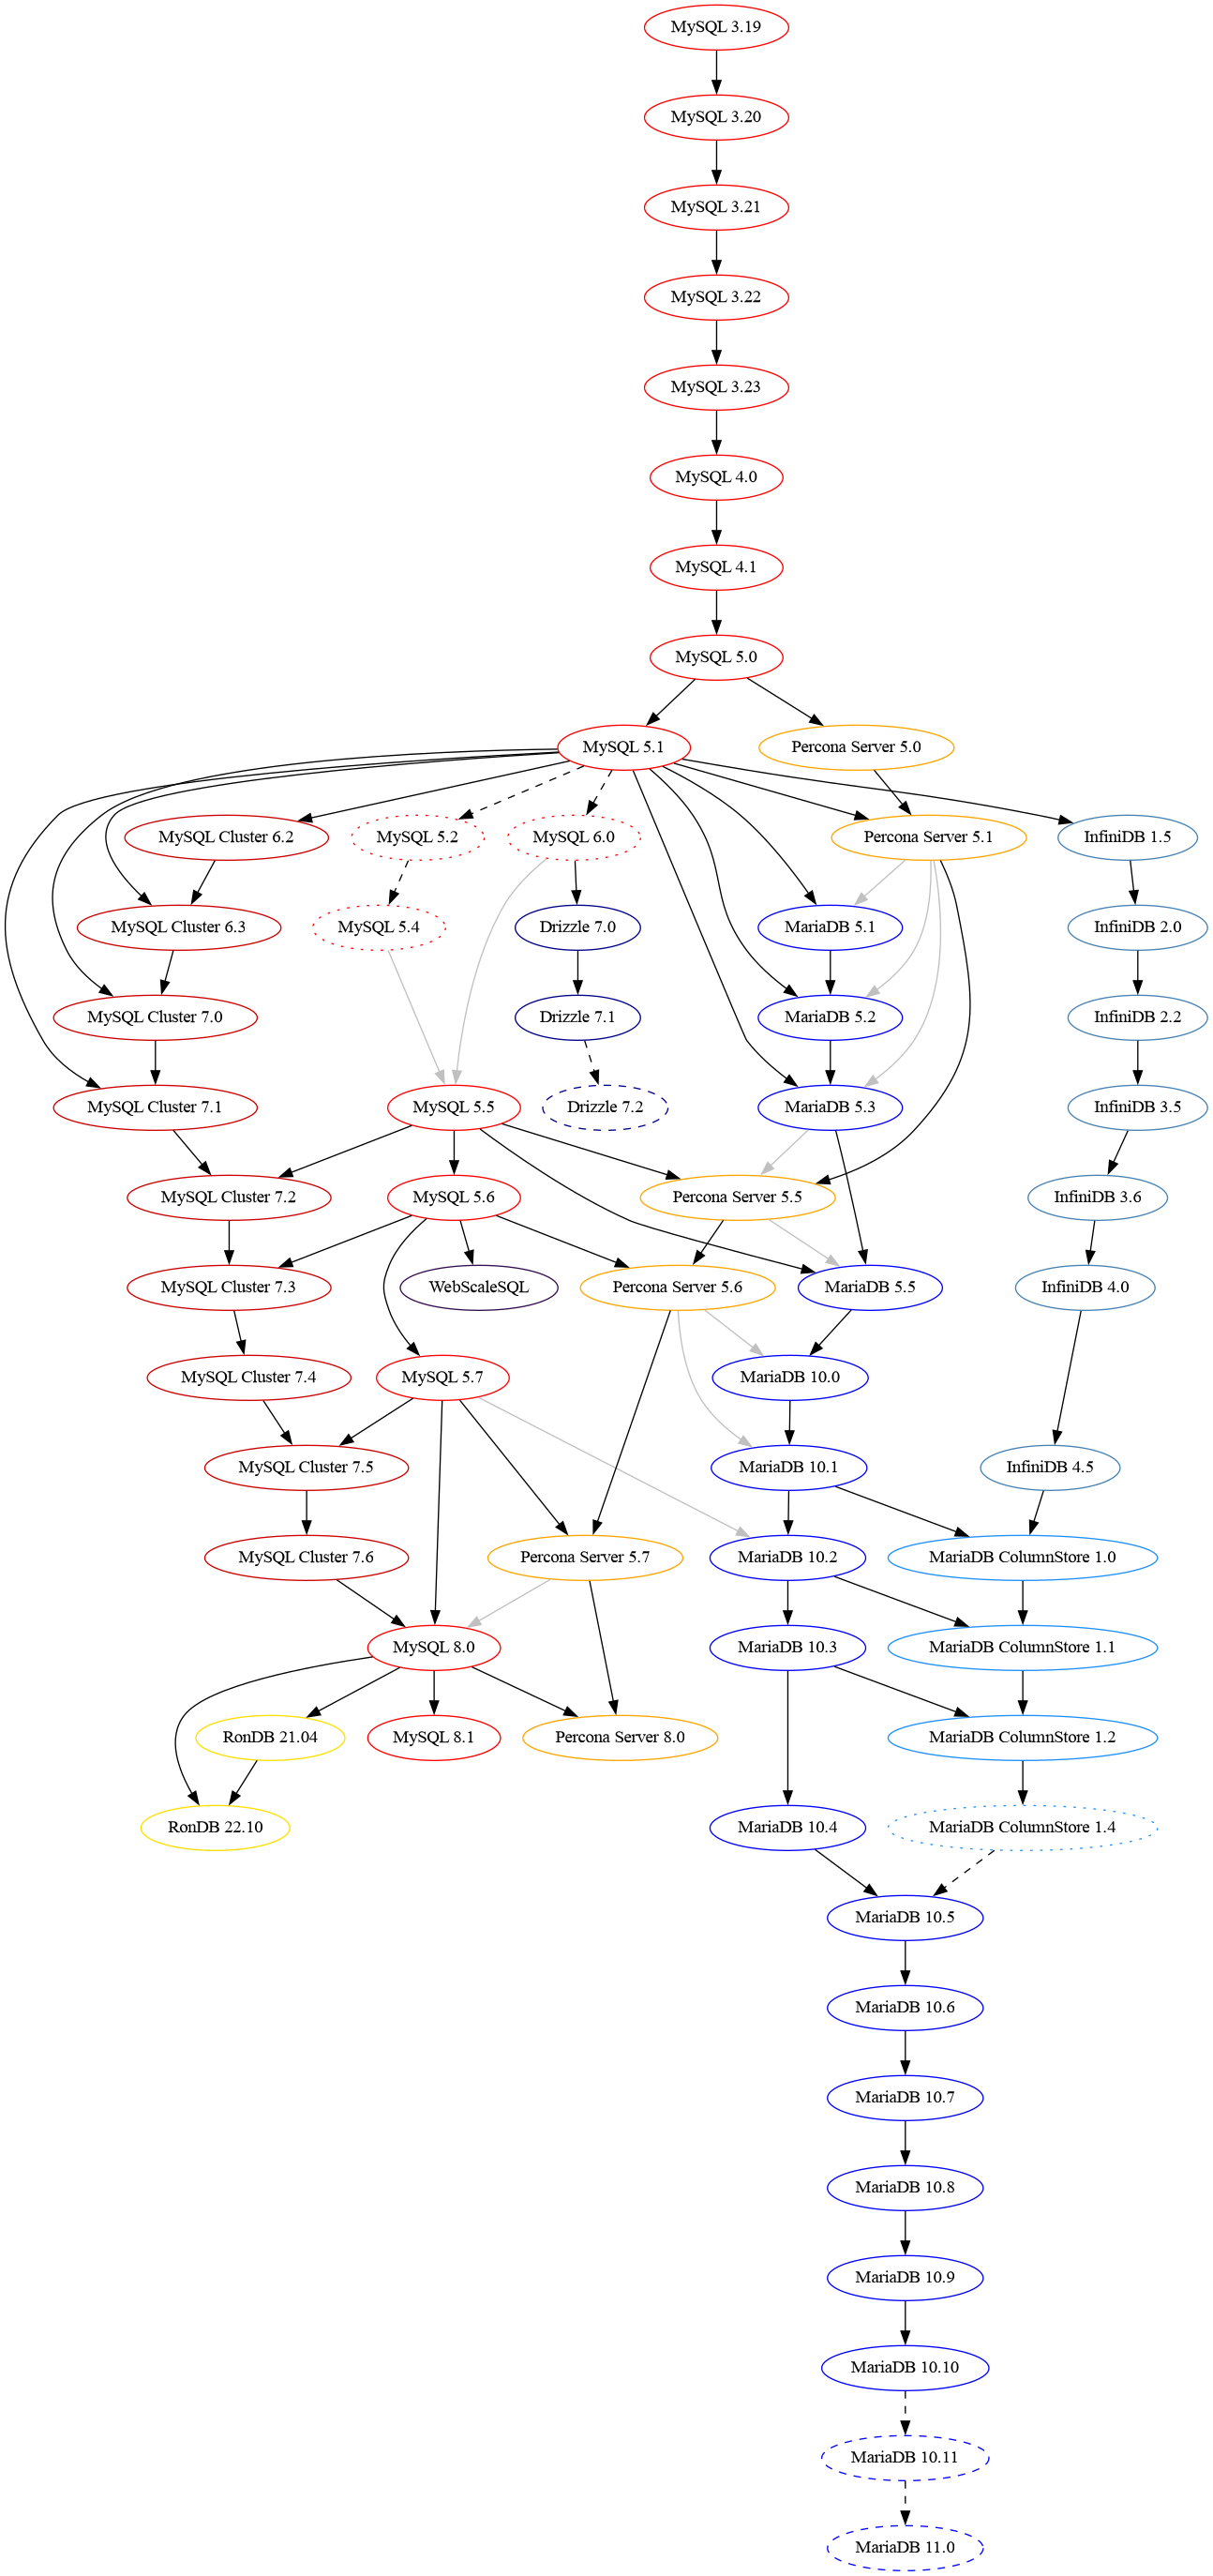 MySQL 3.19
MySQL 3.20
MySQL 3.21
MySQL 3.22
MySQL 3.23
MySQL 4.0
MySQL 4.1
MySQL 5.0
MySQL 5.1
Percona Server 5.0
MySQL Cluster 6.2
MySQL 5.2
MySQL 6.0
Percona Server 5.1
InfiniDB 1.5
MySQL Cluster 6.3
MySQL 5.4
Drizzle 7.0
MariaDB 5.1
InfiniDB 2.0
MySQL Cluster 7.0
Drizzle 7.1
MariaDB 5.2
InfiniDB 2.2
MySQL Cluster 7.1
MySQL 5.5
Drizzle 7.2
MariaDB 5.3
InfiniDB 3.5
MySQL Cluster 7.2
MySQL 5.6
Percona Server 5.5
InfiniDB 3.6
MySQL Cluster 7.3
WebScaleSQL
Percona Server 5.6
MariaDB 5.5
InfiniDB 4.0
MySQL Cluster 7.4
MySQL 5.7
MariaDB 10.0
MySQL Cluster 7.5
MariaDB 10.1
InfiniDB 4.5
MySQL Cluster 7.6
Percona Server 5.7
MariaDB 10.2
MariaDB ColumnStore 1.0
MySQL 8.0
MariaDB 10.3
MariaDB ColumnStore 1.1
RonDB 21.04
MySQL 8.1
Percona Server 8.0
MariaDB ColumnStore 1.2
RonDB 22.10
MariaDB 10.4
MariaDB ColumnStore 1.4
MariaDB 10.5
MariaDB 10.6
MariaDB 10.7
MariaDB 10.8
MariaDB 10.9
MariaDB 10.10
MariaDB 10.11
MariaDB 11.0